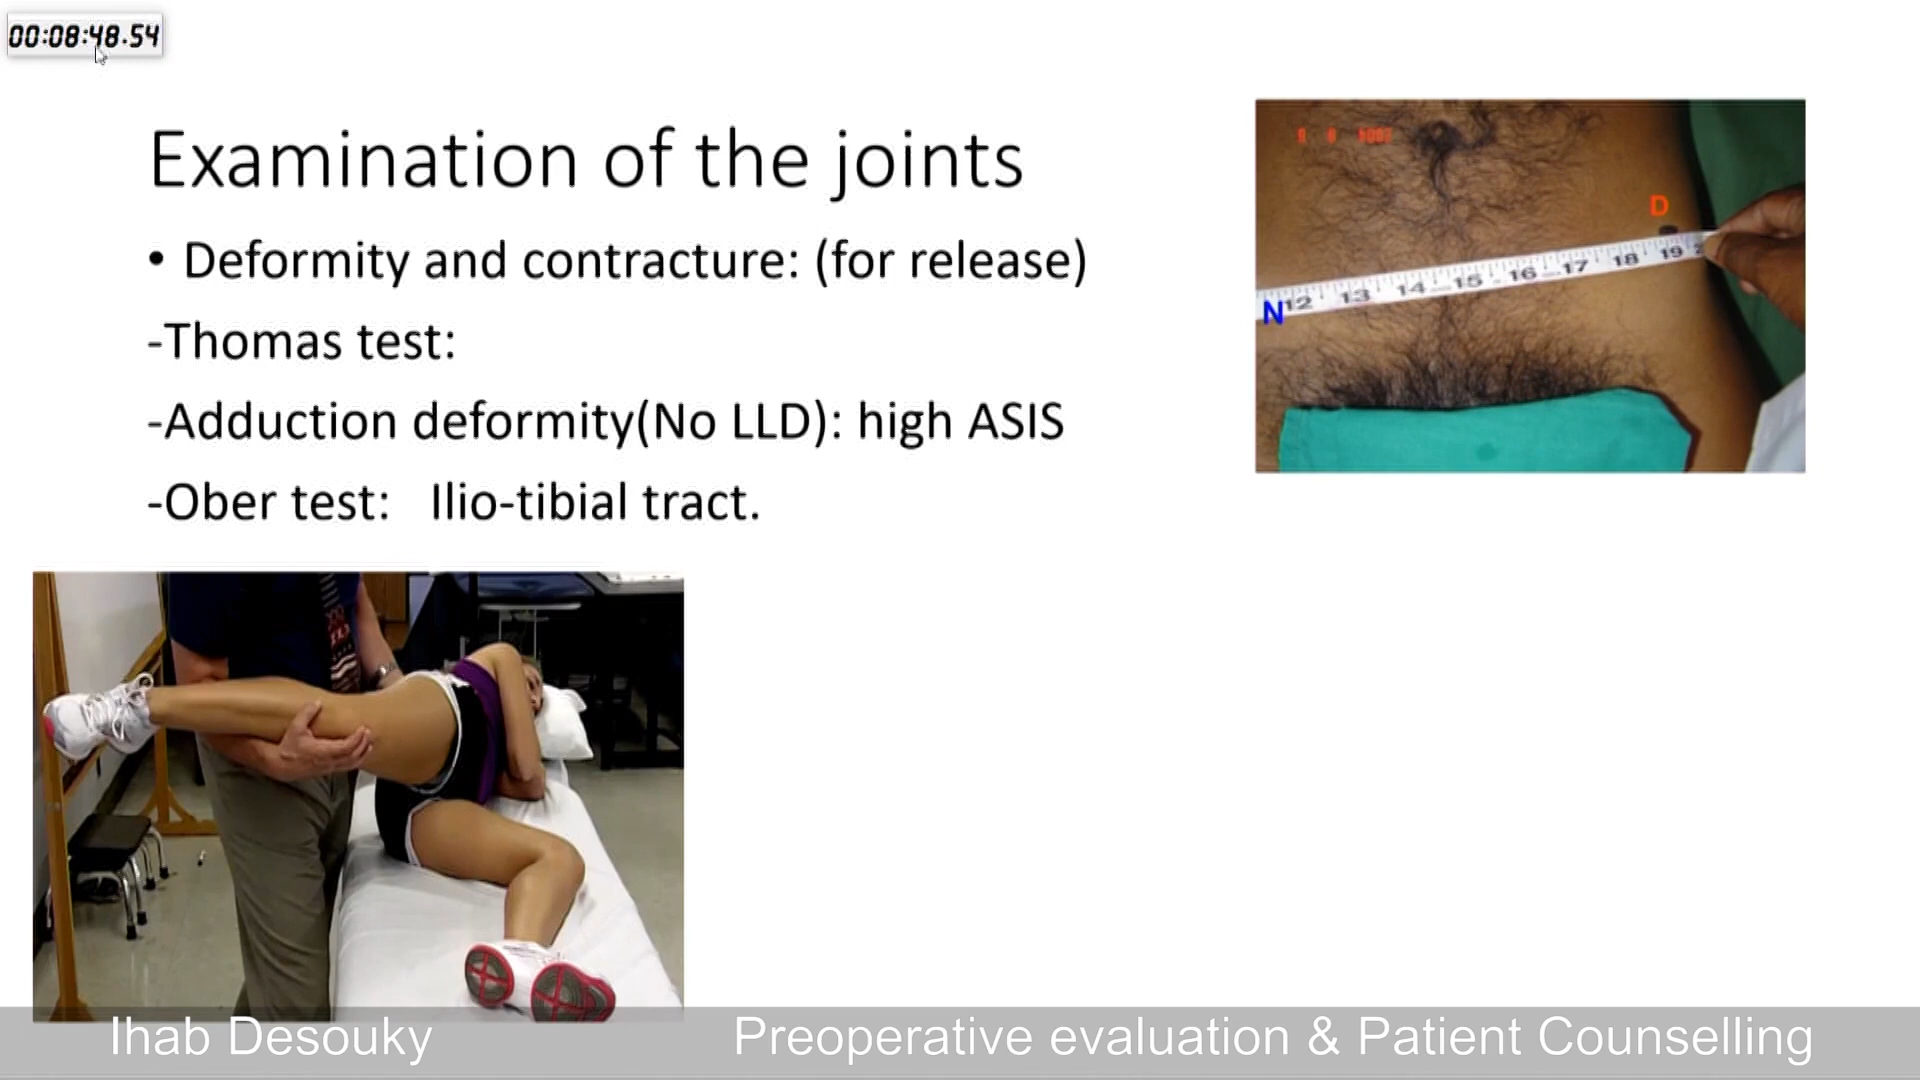 00:08:48.54
Examination of the joints
• Deformity and contracture: (for release)
-Thomas test:
-Adduction deformity(No LLD): high ASIS
-Ober test: Ilio-tibial tract.
D
N
12 13 14 15 16 17 18 19
Ihab Desouky
Preoperative evaluation & Patient Counselling